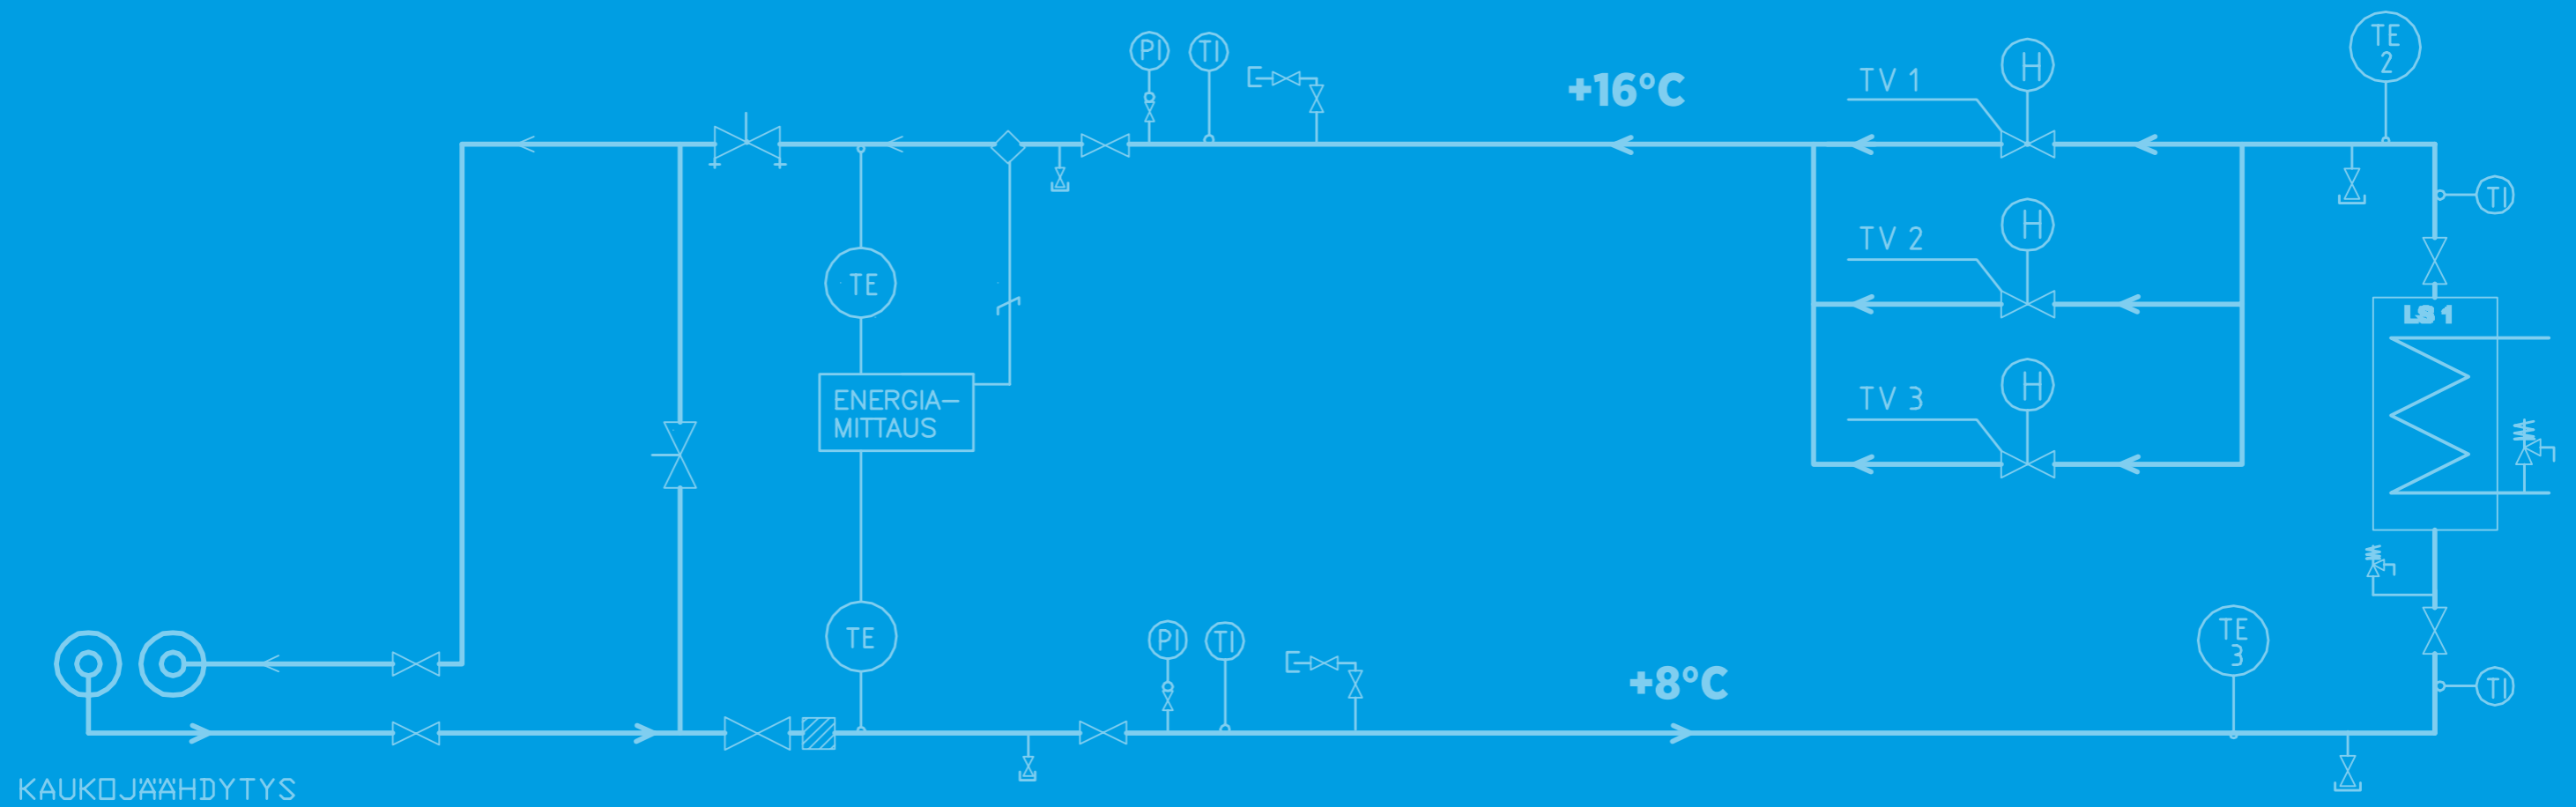 PI
TI
+16°C
TV 1
H
TE
2
TI
TV 2
H
TE
LS 1
ENERGIA-
MITTAUS
TV 3
H
TE
PI
TI
+8°C
TE
3
TI
KAUKOJÄÄHDYTYS